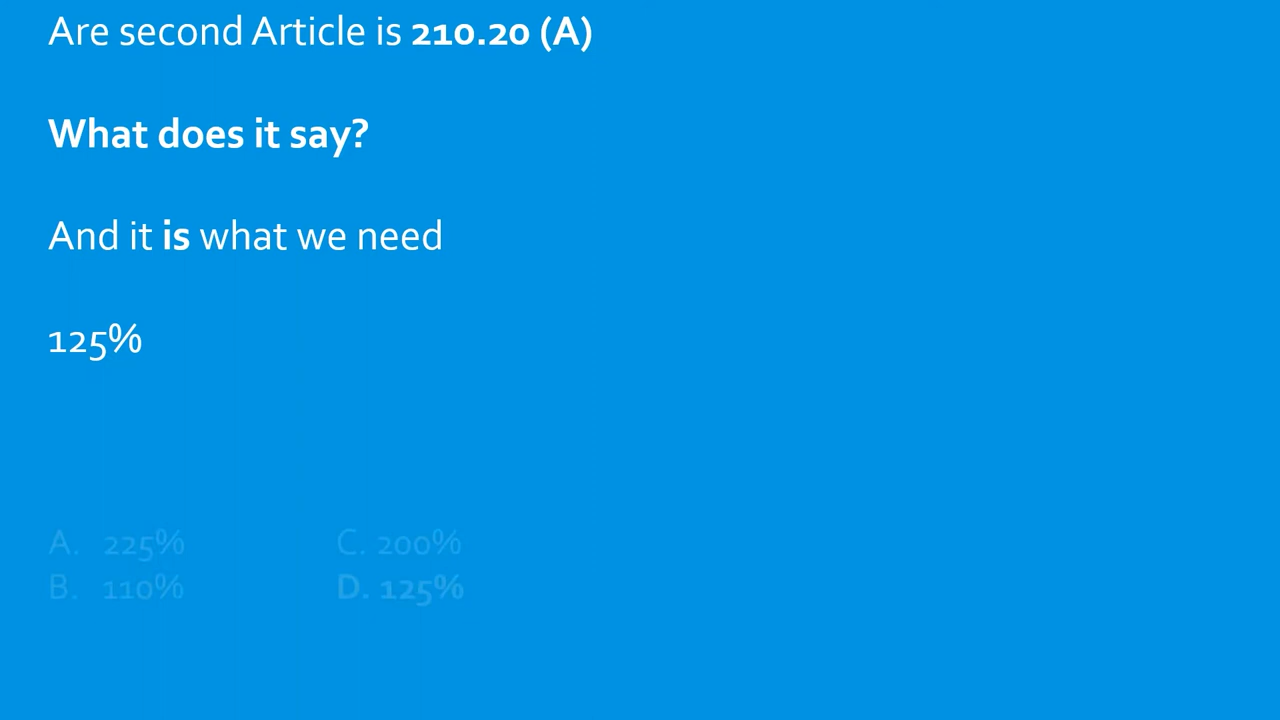 Are second Article is 210.20 (A)
What does it say?
And it is what we need
125%
A. 225% C. 200%
B. 110% D. 125%